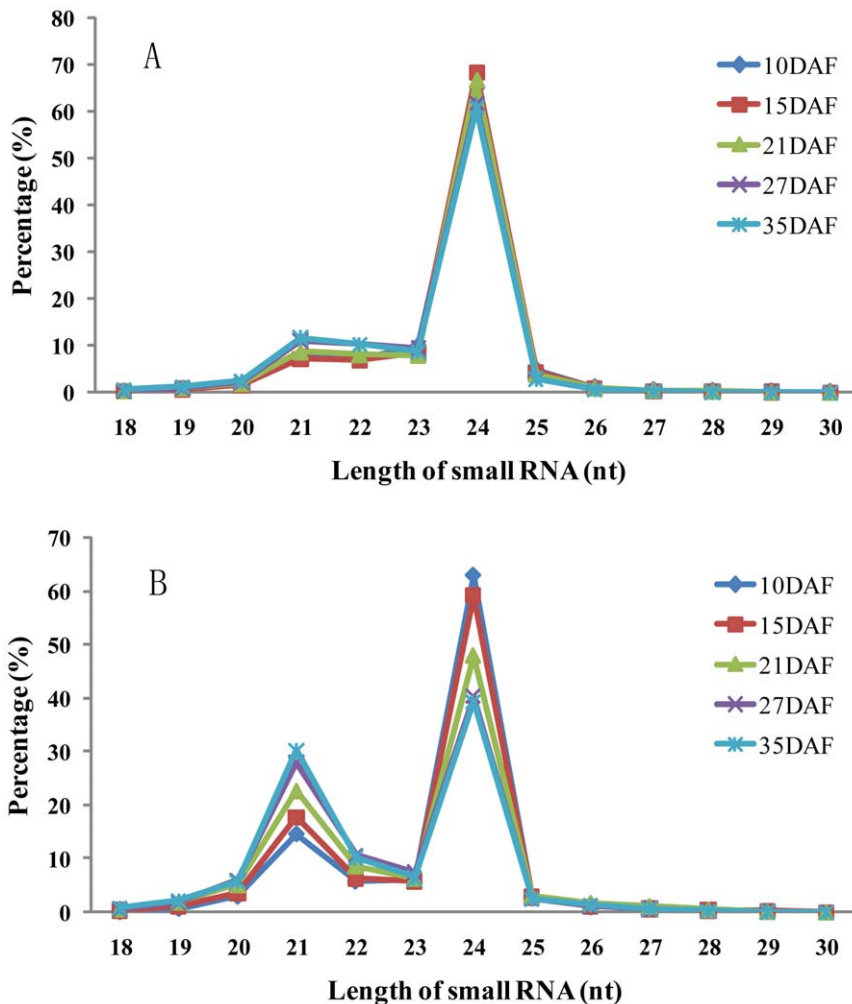 A
80
70
60
50
40
30
20
10
0
Percentage (%)
10DAF
15DAF
21DAF
27DAF
35DAF
18 19 20 21 22 23 24 25 26 27 28 29 30
Length of small RNA (nt)
B
70
60
50
40
30
20
10
0
Percentage (%)
10DAF
15DAF
21DAF
27DAF
35DAF
18 19 20 21 22 23 24 25 26 27 28 29 30
Length of small RNA (nt)